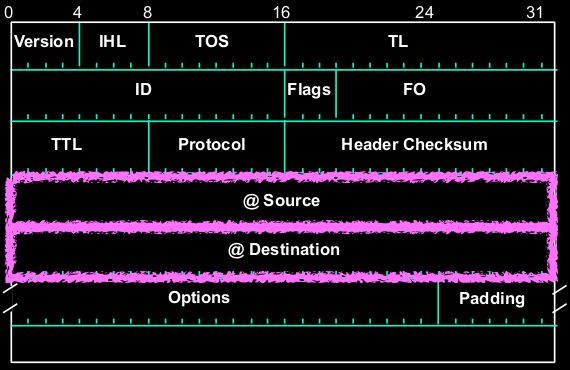 0 4 8 16 24 31
Version IHL TOS TL
ID Flags FO
TTL Protocol Header Checksum
@ Source
@ Destination
Options Padding